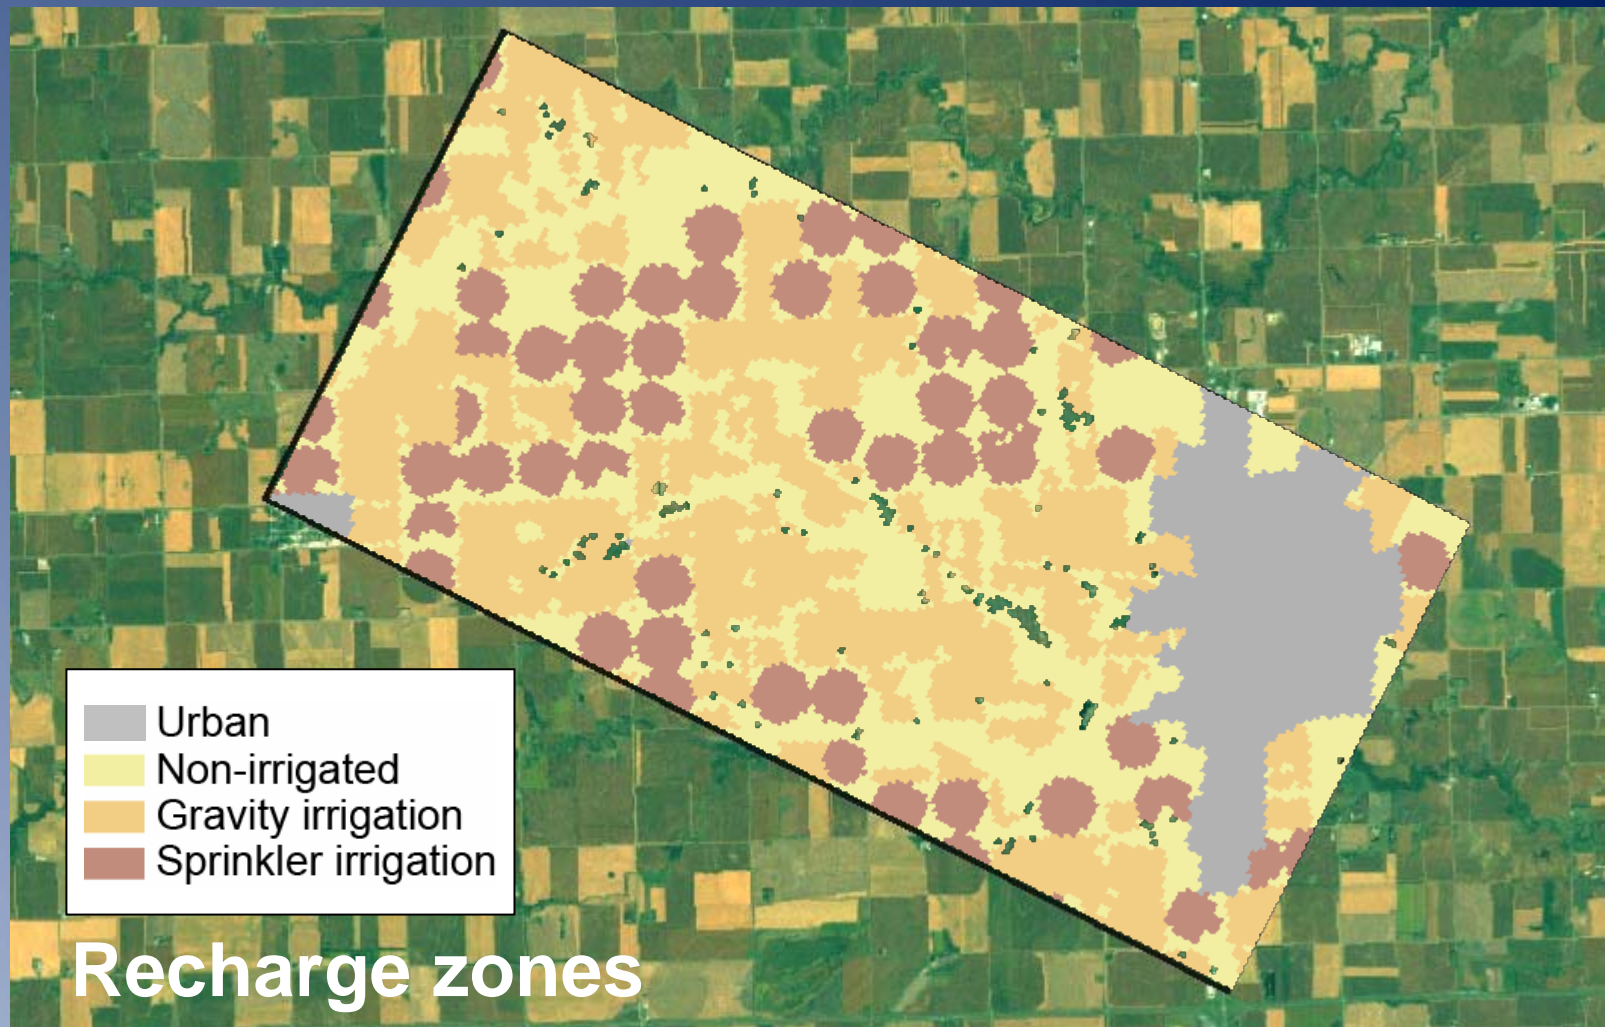 Urban
Non-irrigated
Gravity irrigation
Sprinkler irrigation
Recharge zones